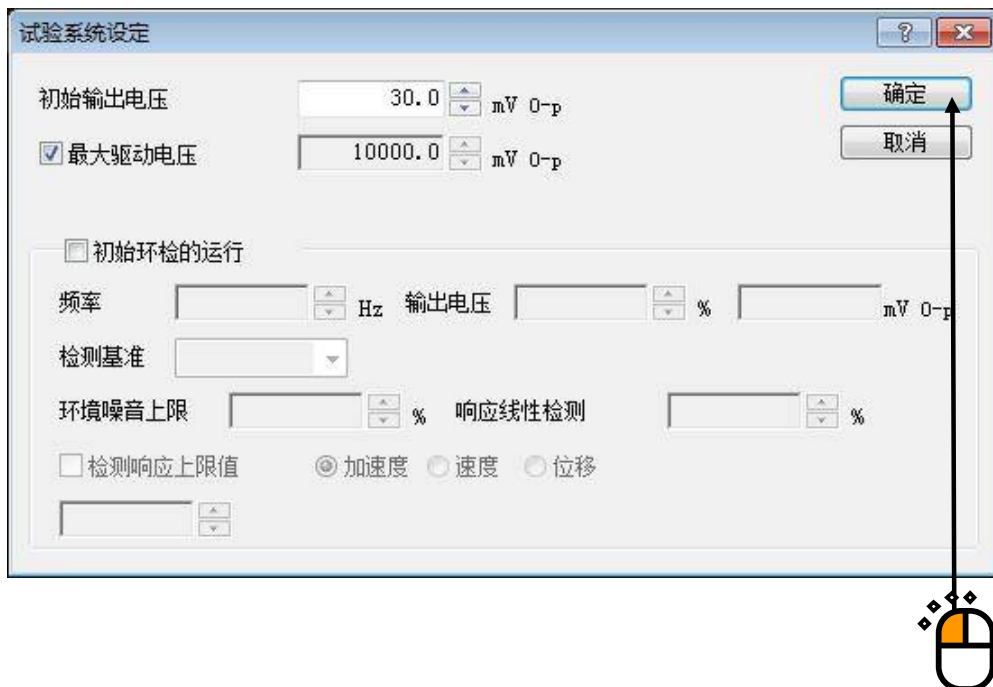 试验系统设定
初始输出电压 30.0 mV 0-p 确定
最大驱动电压 10000.0 mV 0-p 取消
初始环检的运行
频率 Hz 输出电压 % mV 0-p
检测基准
环境噪音上限 % 响应线性检测 %
检测响应上限值 加速度 速度 位移